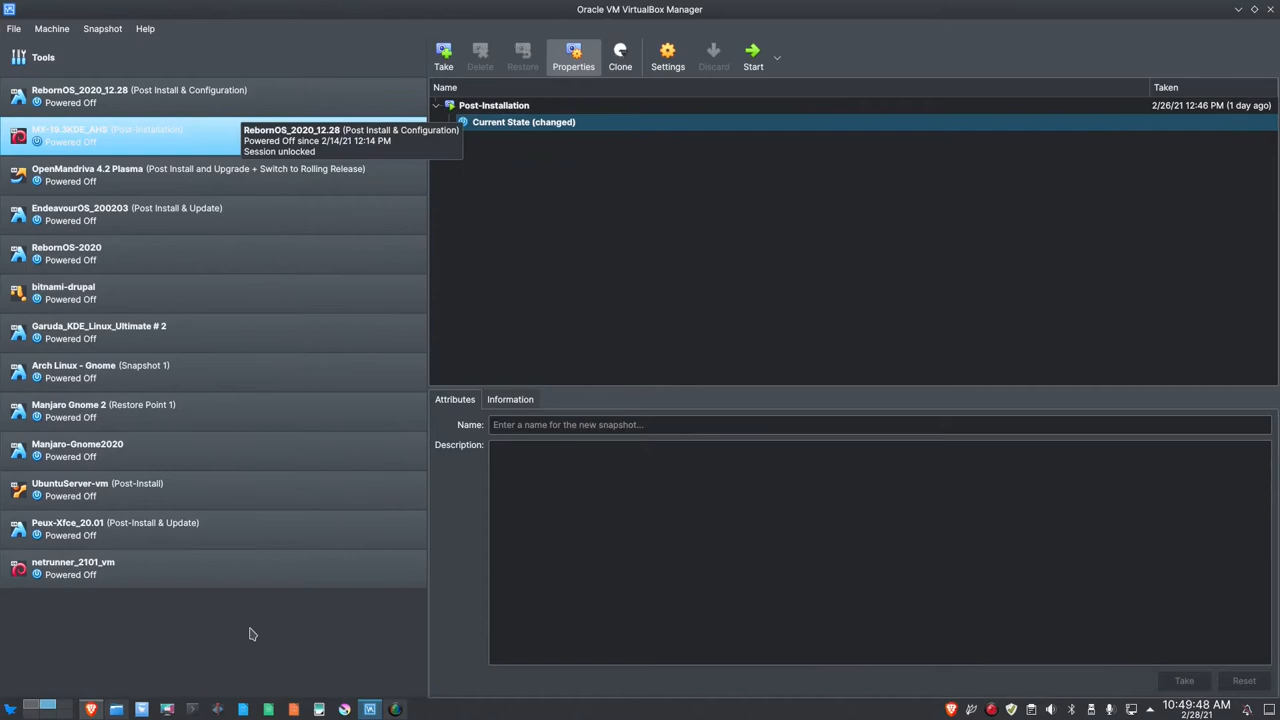 Oracle VM VirtualBox Manager
File Machine Snapshot Help
Tools
Take Delete Restore Properties Clone Settings Discard Start
Name Taken
Post-Installation 2/26/21 12:46 PM (1 day ago)
Current State (changed)
RebornOS_2020_12.28 (Post Install & Configuration)
Powered Off
MX-19.3KDE_AHS (Post-Installation)
Powered Off
RebornOS_2020_12.28 (Post Install & Configuration)
Powered Off since 2/14/21 12:14 PM
Session unlocked
OpenMandriva 4.2 Plasma (Post Install and Upgrade + Switch to Rolling Release)
Powered Off
EndeavourOS_200203 (Post Install & Update)
Powered Off
RebornOS-2020
Powered Off
bitnami-drupal
Powered Off
Garuda_KDE_Linux_Ultimate # 2
Powered Off
Arch Linux - Gnome (Snapshot 1)
Powered Off
Manjaro Gnome 2 (Restore Point 1)
Powered Off
Manjaro-Gnome2020
Powered Off
UbuntuServer-vm (Post-Install)
Powered Off
Peux-Xfce_20.01 (Post-Install & Update)
Powered Off
netrunner_2101_vm
Powered Off
Attributes Information
Name: Enter a name for the new snapshot...
Description:
Take Reset
10:49:48 AM
2/28/21